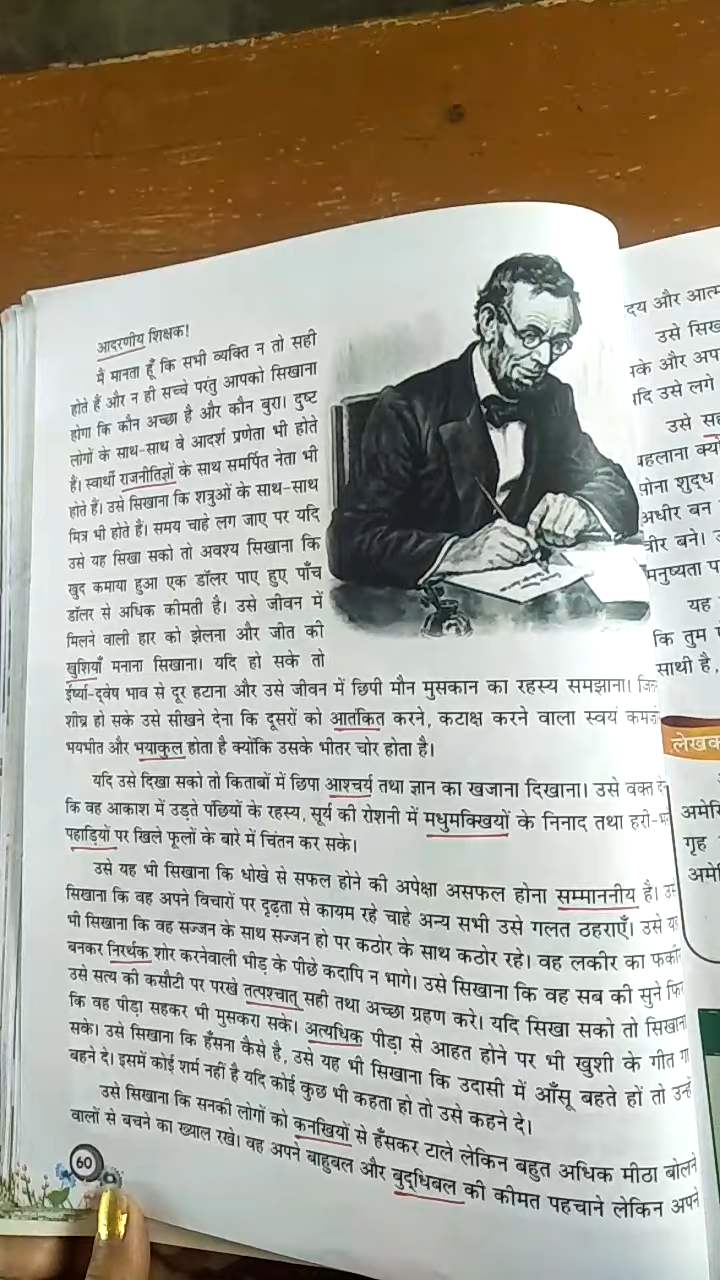 आदरणीय शिक्षक!
मैं मानता हूँ कि सभी व्यक्ति न तो सही
होते हैं और न ही सच्चे परंतु आपको सिखाना
होगा कि कौन अच्छा है और कौन बुरा। दुष्ट
लोगों के साथ-साथ वे आदर्श प्रणेता भी होते
हैं। स्वार्थी राजनीतिज्ञों के साथ समर्पित नेता भी
होते हैं। उसे सिखाना कि शत्रुओं के साथ-साथ
मित्र भी होते हैं। समय चाहे लग जाए पर यदि
उसे यह सिखा सको तो अवश्य सिखाना कि
खुद कमाया हुआ एक डॉलर पाए हुए पाँच
डॉलर से अधिक कीमती है। उसे जीवन में
मिलने वाली हार को झेलना और जीत की
खुशियाँ मनाना सिखाना। यदि हो सके तो
ईर्ष्या-द्वेष भाव से दूर हटाना और उसे जीवन में छिपी मौन मुसकान का रहस्य समझाना।
शीघ्र हो सके उसे सीखने देना कि दूसरों को आतंकित करने, कटाक्ष करने वाला स्वयं
भयभीत और भयाकुल होता है क्योंकि उसके भीतर चोर होता है।
यदि उसे दिखा सको तो किताबों में छिपा आश्चर्य तथा ज्ञान का खजाना दिखाना। उसे वक्त
कि वह आकाश में उड़ते पंछियों के रहस्य, सूर्य की रोशनी में मधुमक्खियों के निनाद तथा
पहाड़ियों पर खिले फूलों के बारे में चिंतन कर सके।
उसे यह भी सिखाना कि धोखे से सफल होने की अपेक्षा असफल होना सम्माननीय है।
सिखाना कि वह अपने विचारों पर दृढ़ता से कायम रहे चाहे अन्य सभी उसे गलत ठहराएँ। उसे
भी सिखाना कि वह सज्जन के साथ सज्जन हो पर कठोर के साथ कठोर रहे। वह लकीर का
बनकर निरर्थक शोर करनेवाली भीड़ के पीछे कदापि न भागे। उसे सिखाना कि वह सब की सुने
उसे सत्य की कसौटी पर परखे तत्पश्चात् सही तथा अच्छा ग्रहण करे। यदि सिखा सको तो सिखाना
कि वह पीड़ा सहकर भी मुसकरा सके। अत्यधिक पीड़ा से आहत होने पर भी खुशी के गीत गा
सके। उसे सिखाना कि हँसना कैसे है, उसे यह भी सिखाना कि उदासी में आँसू बहते हों तो उन्हें
बहने दे। इसमें कोई शर्म नहीं है यदि कोई कुछ भी कहता हो तो उसे कहने दे।
उसे सिखाना कि सनकी लोगों को कनखियों से हँसकर टाले लेकिन बहुत अधिक मीठा बोलने
वालों से बचने का ख्याल रखे। वह अपने बाहुबल और बुद्धिबल की कीमत पहचाने लेकिन अपने
60
और
उसे
और
उसे लगे
उसे
शुद्ध
अधीर बन
बने।
मनुष्यता
यह
कि तुम
साथी है,
गृह